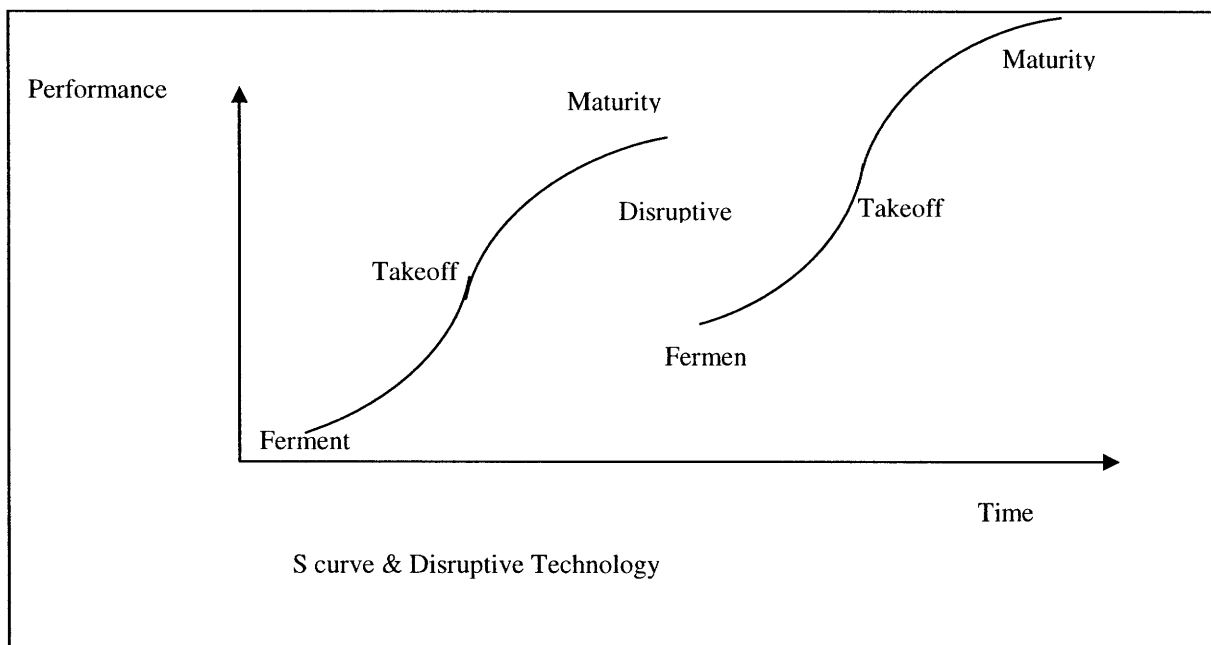 Maturity
Performance
Maturity
Disruptive
Takeoff
Takeoff
Fermen
Ferment
Time
S curve & Disruptive Technology